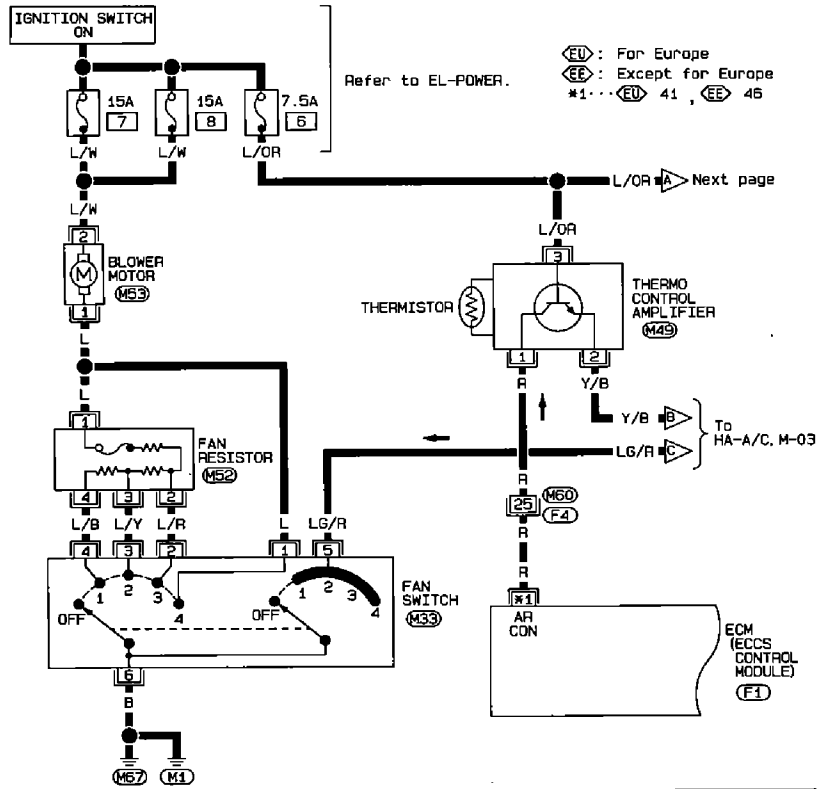 IGNITION SWITCH
ON
Refer to EL-POWER.
EU : For Europe
EE : Except for Europe
*1··· EU 41 , EE 46
15A
7
15A
8
7.5A
6
L/W
L/W
L/OR
L/OR
A
Next page
L/W
L/OR
2
M
BLOWER
MOTOR
M53
1
3
THERMISTOR
THERMO
CONTROL
AMPLIFIER
M49
1
2
L
R
Y/B
L
Y/B
B
To
HA-A/C, M-03
LG/R
C
1
FAN
RESISTOR
M52
4
3
2
R
25
M60
F4
L/B
L/Y
L/R
L
LG/R
R
4
3
2
1
5
R
1
2
3
4
OFF
1
2
3
4
OFF
FAN
SWITCH
M33
*1
AR
CON
ECM
(ECCS
CONTROL
MODULE)
F1
6
B
M67
M1